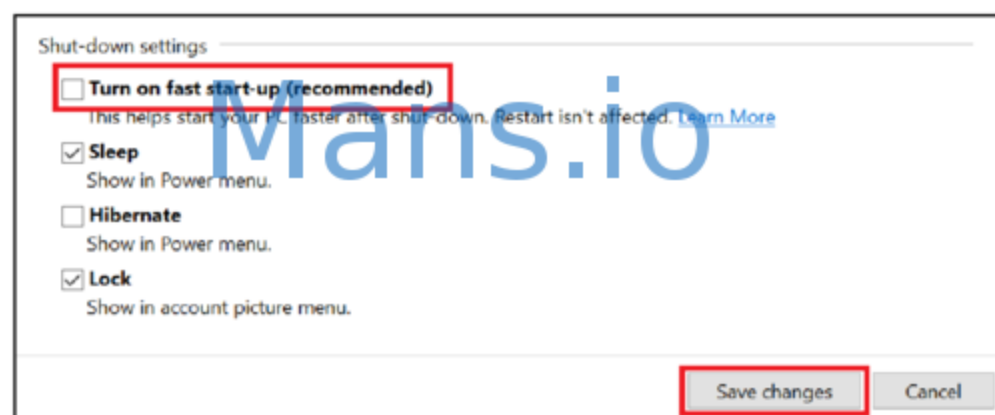 Shut-down settings
Turn on fast start-up (recommended)
This helps start your PC faster after shut-down. Restart isn't affected. Learn More
Sleep
Show in Power menu.
Hibernate
Show in Power menu.
Lock
Show in account picture menu.
Save changes Cancel
Mans.io